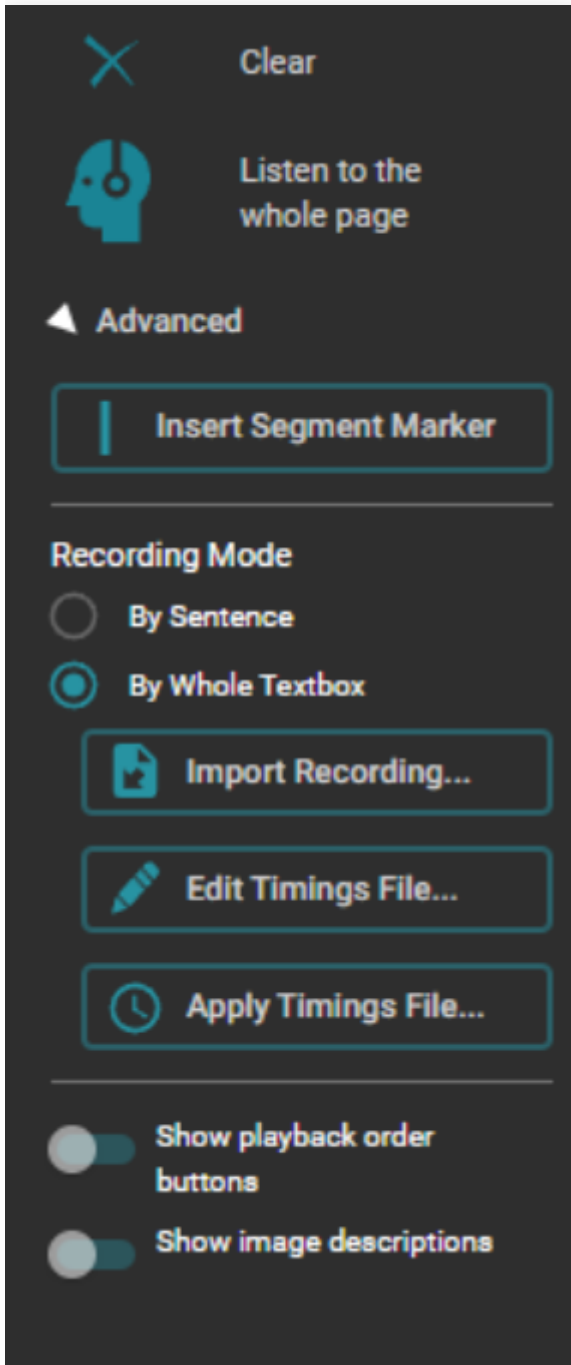 Clear
Listen to the
whole page
Advanced
Insert Segment Marker
Recording Mode
By Sentence
By Whole Textbox
Import Recording...
Edit Timings File...
Apply Timings File...
Show playback order
buttons
Show image descriptions